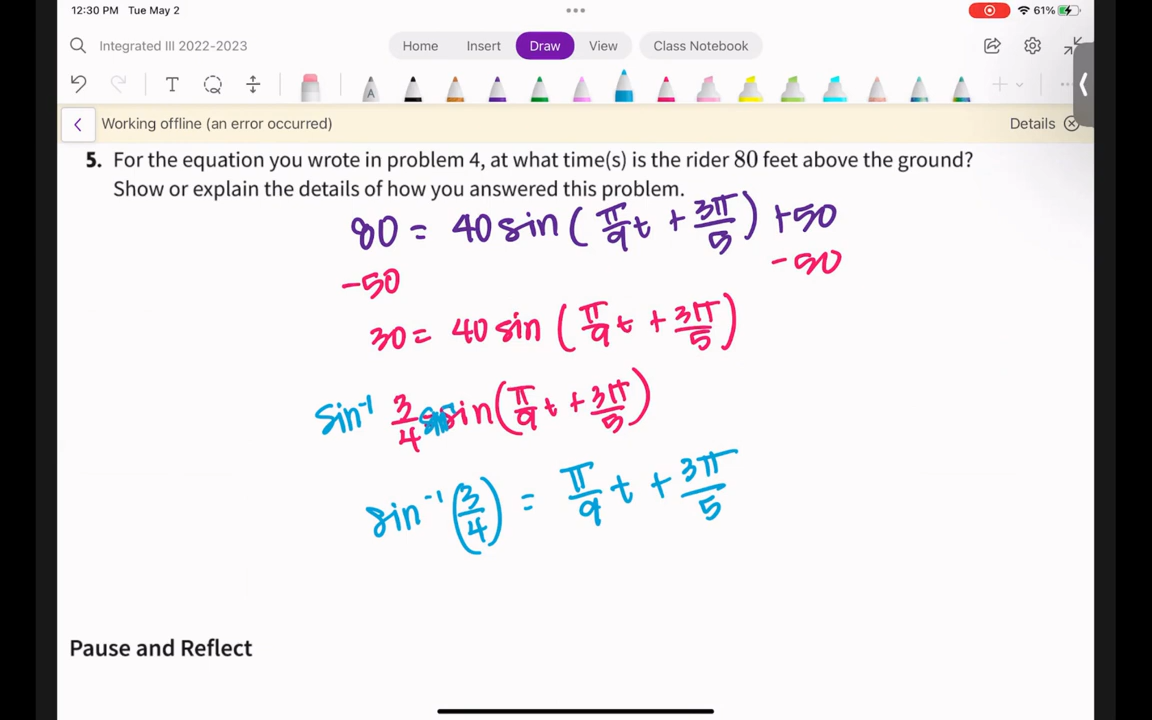 12:30 PM Tue May 2
61%
Integrated III 2022-2023
Home Insert Draw View Class Notebook
T
A
Working offline (an error occurred)
Details
5. For the equation you wrote in problem 4, at what time(s) is the rider 80 feet above the ground?
Show or explain the details of how you answered this problem.
80 = 40 sin ( π/9 t + 3π/5 ) +50
-50 -50
30 = 40 sin ( π/9 t + 3π/5 )
sin⁻¹ 3/4 = sin ( π/9 t + 3π/5 )
sin⁻¹ ( 3/4 ) = π/9 t + 3π/5
Pause and Reflect